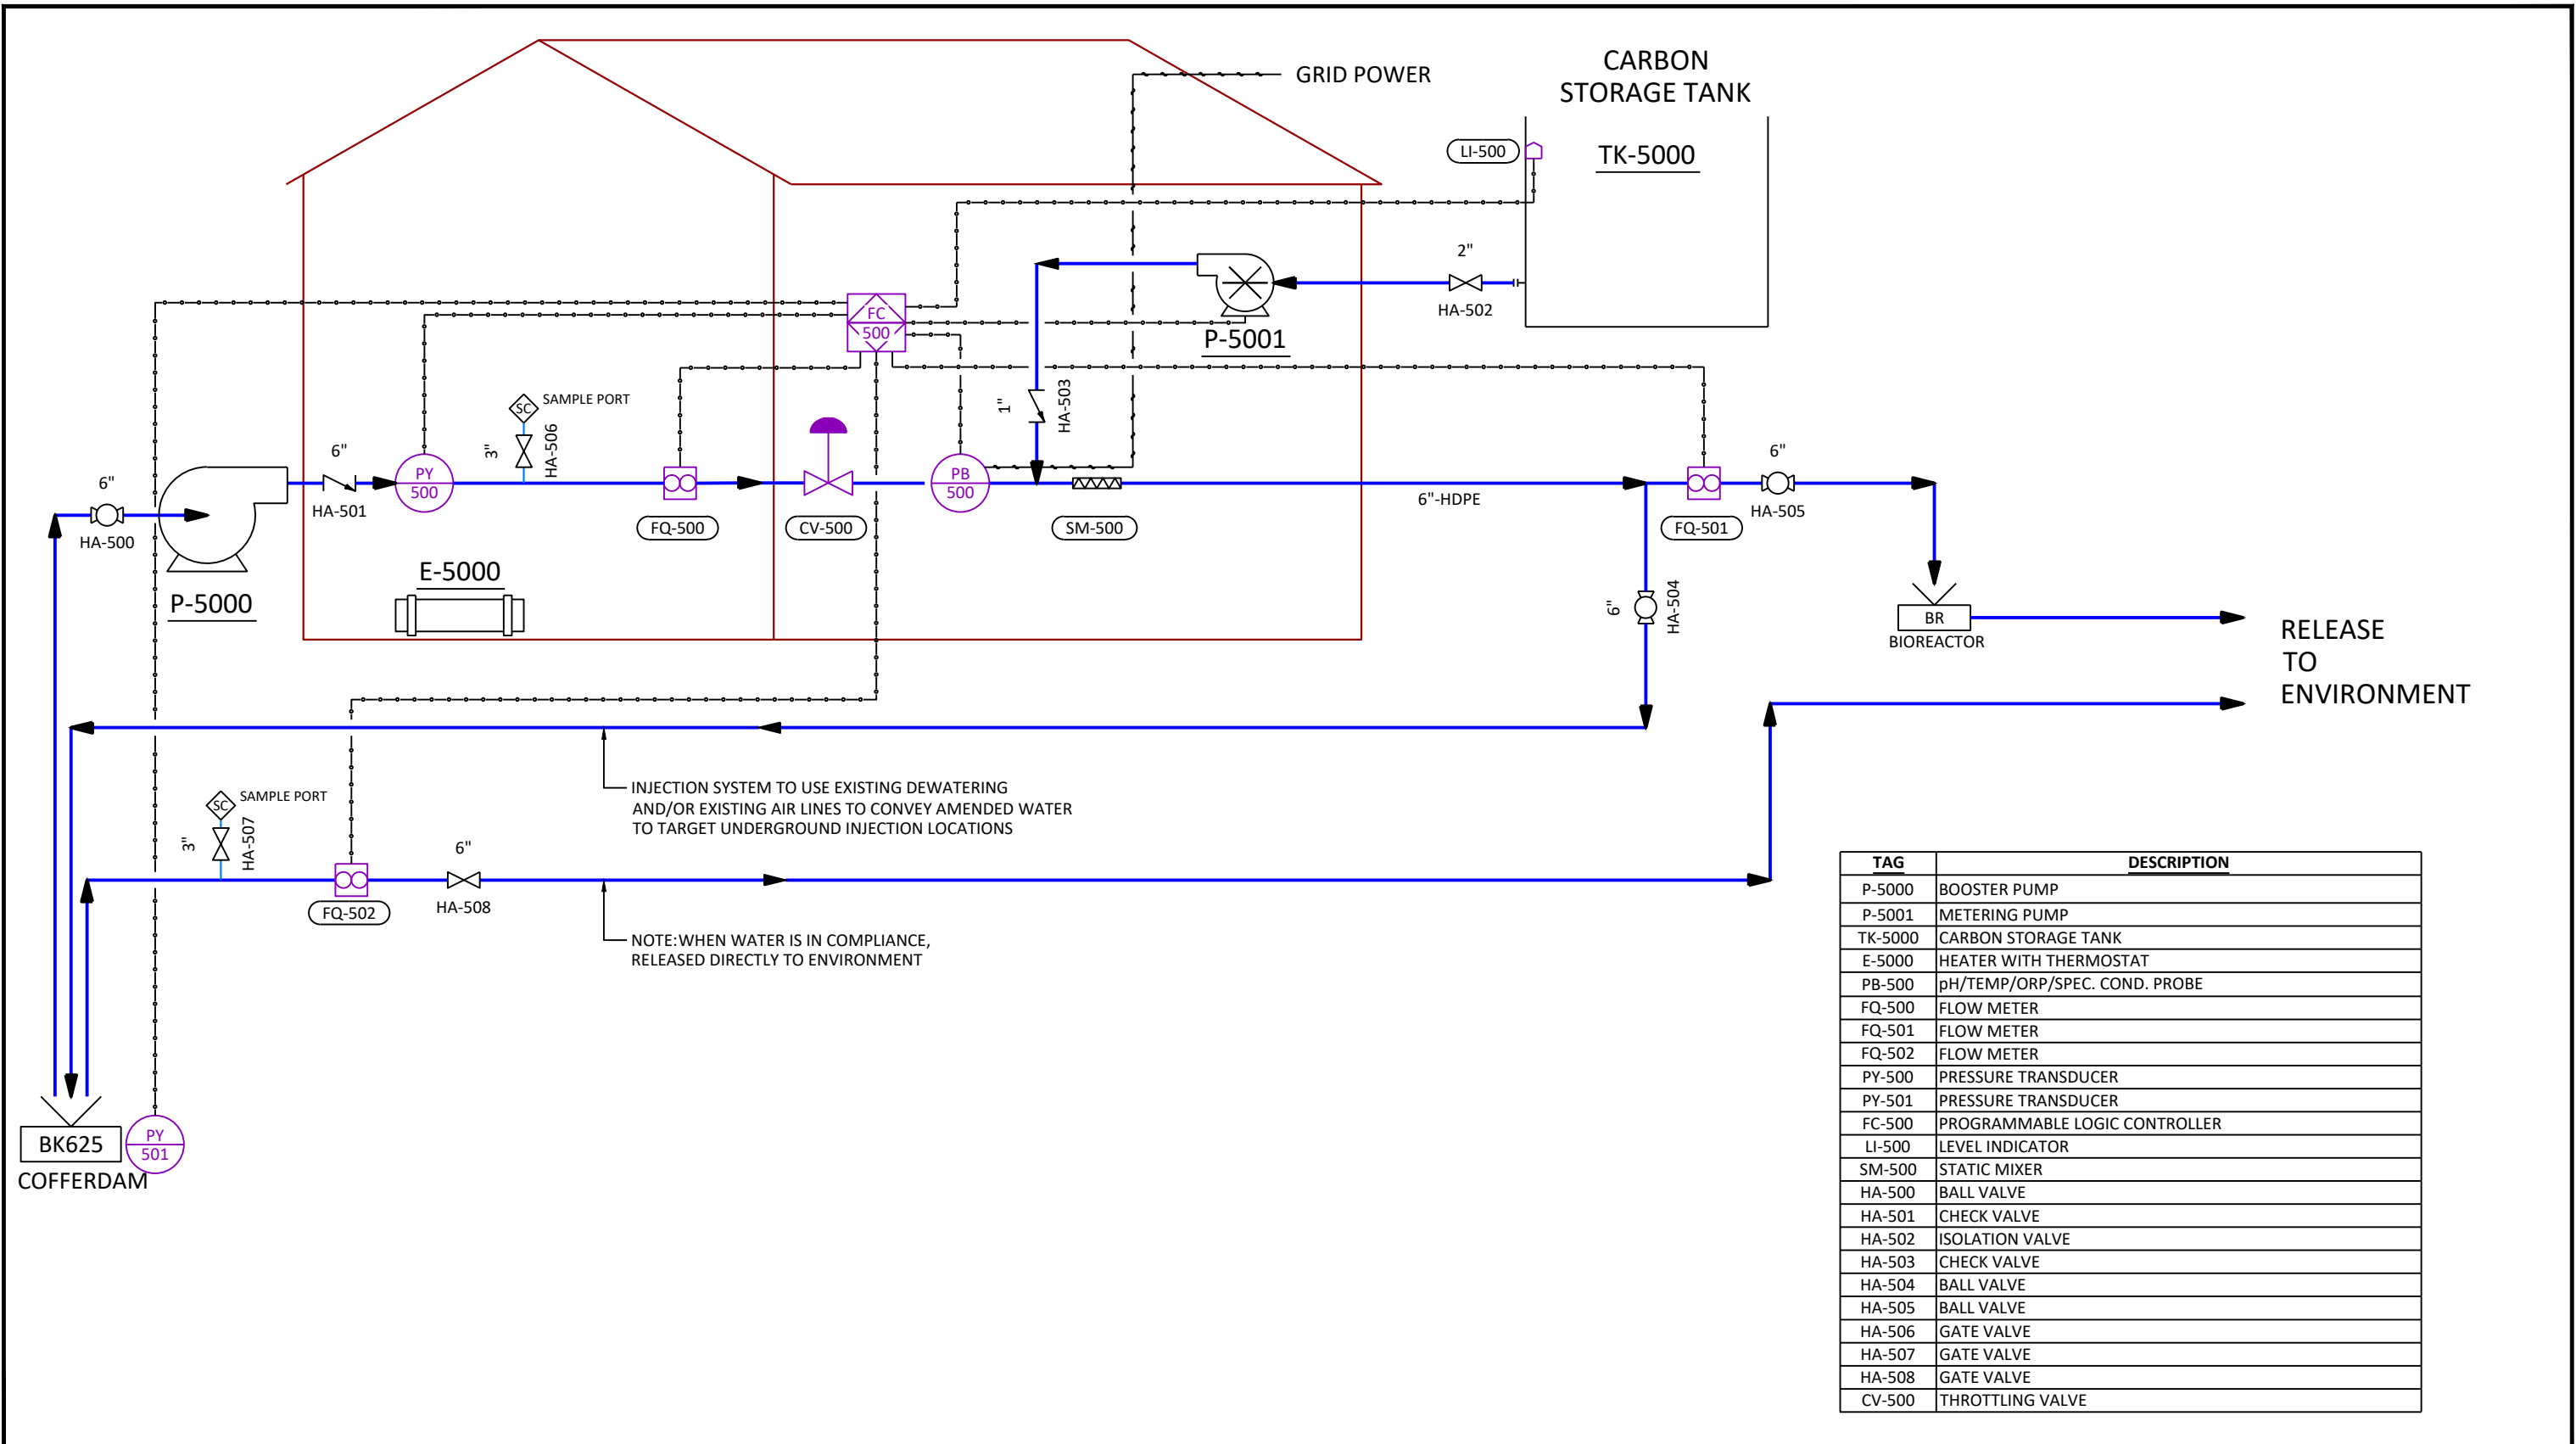 GRID POWER
CARBON
STORAGE TANK
TK-5000
LI-500
2"
HA-502
P-5001
FC
500
1"
HA-503
SC
SAMPLE PORT
3"
HA-506
6"
HA-500
P-5000
6"
HA-501
PY
500
FQ-500
CV-500
PB
500
SM-500
6"-HDPE
FQ-501
6"
HA-505
E-5000
6"
HA-504
BR
BIOREACTOR
RELEASE
TO
ENVIRONMENT
INJECTION SYSTEM TO USE EXISTING DEWATERING
AND/OR EXISTING AIR LINES TO CONVEY AMENDED WATER
TO TARGET UNDERGROUND INJECTION LOCATIONS
SC
SAMPLE PORT
3"
HA-507
FQ-502
6"
HA-508
NOTE: WHEN WATER IS IN COMPLIANCE,
RELEASED DIRECTLY TO ENVIRONMENT
BK625
COFFERDAM
PY
501
TAG DESCRIPTION
P-5000 BOOSTER PUMP
P-5001 METERING PUMP
TK-5000 CARBON STORAGE TANK
E-5000 HEATER WITH THERMOSTAT
PB-500 pH/TEMP/ORP/SPEC. COND. PROBE
FQ-500 FLOW METER
FQ-501 FLOW METER
FQ-502 FLOW METER
PY-500 PRESSURE TRANSDUCER
PY-501 PRESSURE TRANSDUCER
FC-500 PROGRAMMABLE LOGIC CONTROLLER
LI-500 LEVEL INDICATOR
SM-500 STATIC MIXER
HA-500 BALL VALVE
HA-501 CHECK VALVE
HA-502 ISOLATION VALVE
HA-503 CHECK VALVE
HA-504 BALL VALVE
HA-505 BALL VALVE
HA-506 GATE VALVE
HA-507 GATE VALVE
HA-508 GATE VALVE
CV-500 THROTTLING VALVE